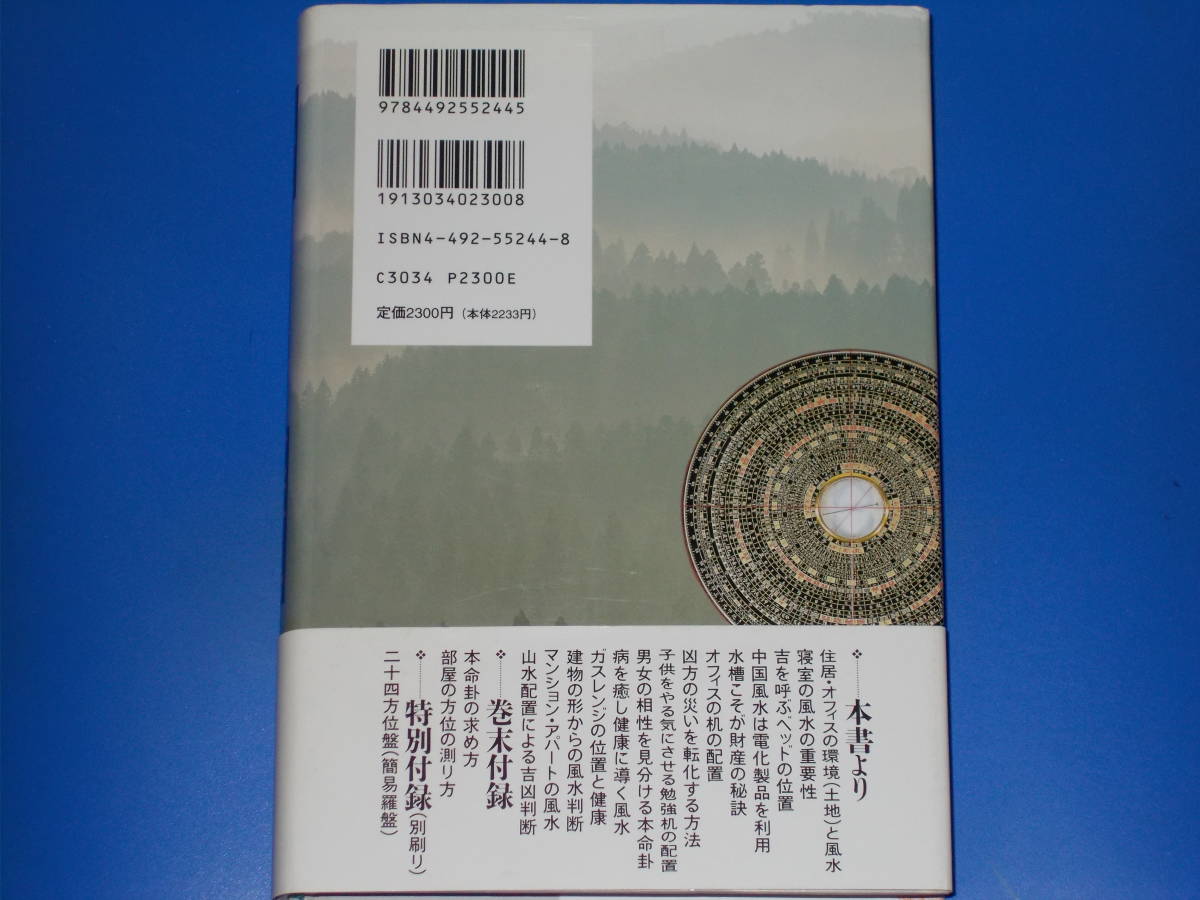 9784492552445
1913034023008
ISBN4-492-55244-8
C3034 P2300E
定価2300円（本体2233円）
❖┈┈本書より
住居・オフィスの環境（土地）と風水
寝室の風水の重要性
吉を呼ぶベッドの位置
中国風水は電化製品を利用
水槽こそが財産の秘訣
オフィスの机の配置
凶方の災いを転化する方法
子供をやる気にさせる勉強机の配置
男女の相性を見分ける本命卦
病を癒し健康に導く風水
ガスレンジの位置と健康
建物の形からの風水判断
マンション・アパートの風水
山水配置による吉凶判断
❖┈┈巻末付録
本命卦の求め方
部屋の方位の測り方
❖┈┈特別付録（別刷り）
二十四方位盤（簡易羅盤）